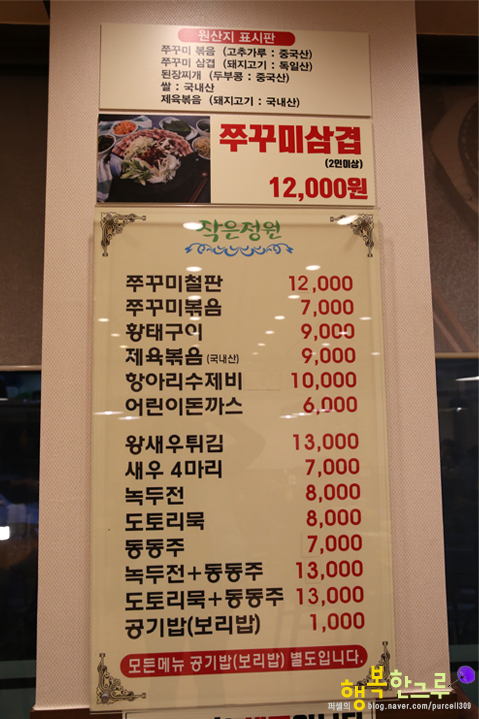 원산지 표시판
쭈꾸미 볶음 (고추가루 : 중국산)
쭈꾸미 삼겹 (돼지고기 : 독일산)
된장찌개 (두부콩 : 중국산)
쌀 : 국내산
제육볶음 (돼지고기 : 국내산)
쭈꾸미삼겹
(2인이상)
12,000원
작은정원
쭈꾸미철판 12,000
쭈꾸미볶음 7,000
황태구이 9,000
제육볶음 (국내산) 9,000
항아리수제비 10,000
어린이돈까스 6,000
왕새우튀김 13,000
새우 4마리 7,000
녹두전 8,000
도토리묵 8,000
동동주 7,000
녹두전+동동주 13,000
도토리묵+동동주 13,000
공기밥(보리밥) 1,000
모든메뉴 공기밥(보리밥) 별도입니다.
행복한그루
퍼셀의 blog.naver.com/purcell309